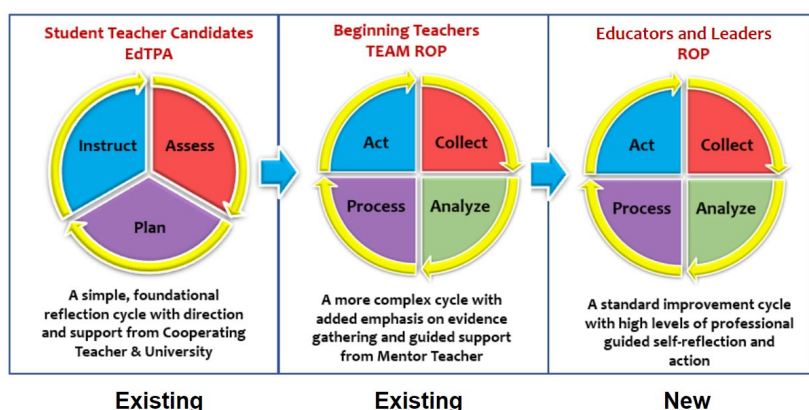 Student Teacher Candidates
EdTPA
Instruct
Assess
Plan
A simple, foundational
reflection cycle with direction
and support from Cooperating
Teacher & University
Existing
Beginning Teachers
TEAM ROP
Act
Collect
Process
Analyze
A more complex cycle with
added emphasis on evidence
gathering and guided support
from Mentor Teacher
Existing
Educators and Leaders
ROP
Act
Collect
Process
Analyze
A standard improvement cycle
with high levels of professional
guided self-reflection and
action
New